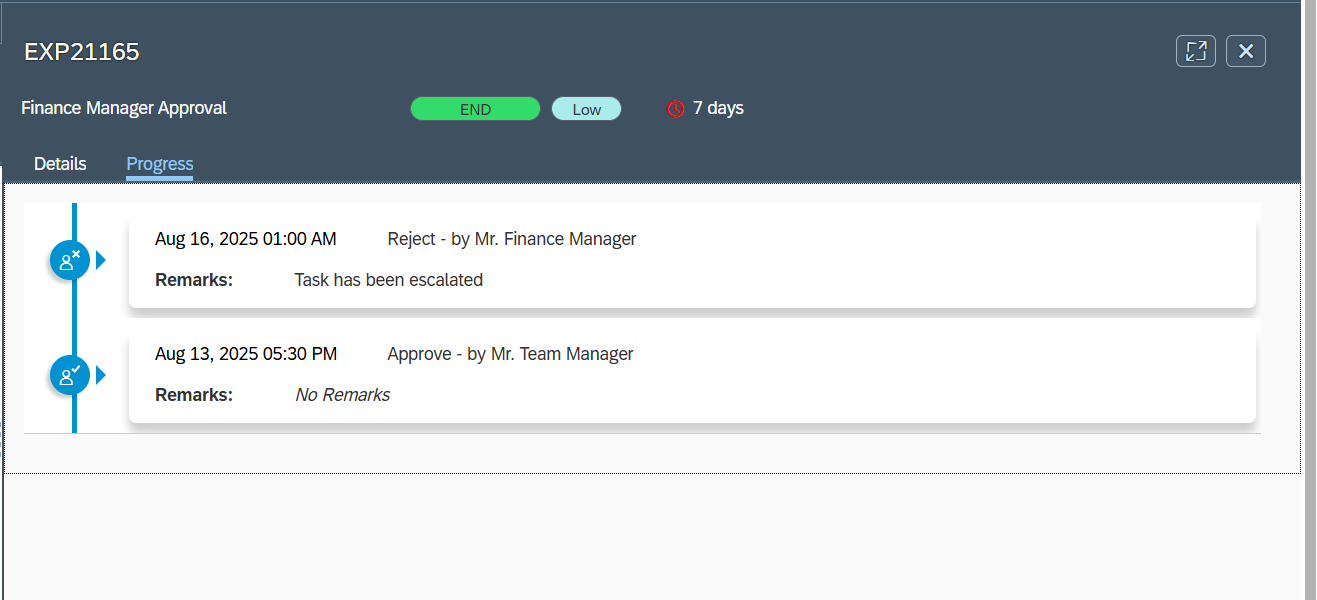 EXP21165
Finance Manager Approval END Low 7 days
Details Progress
Aug 16, 2025 01:00 AM Reject - by Mr. Finance Manager
Remarks: Task has been escalated
Aug 13, 2025 05:30 PM Approve - by Mr. Team Manager
Remarks: No Remarks